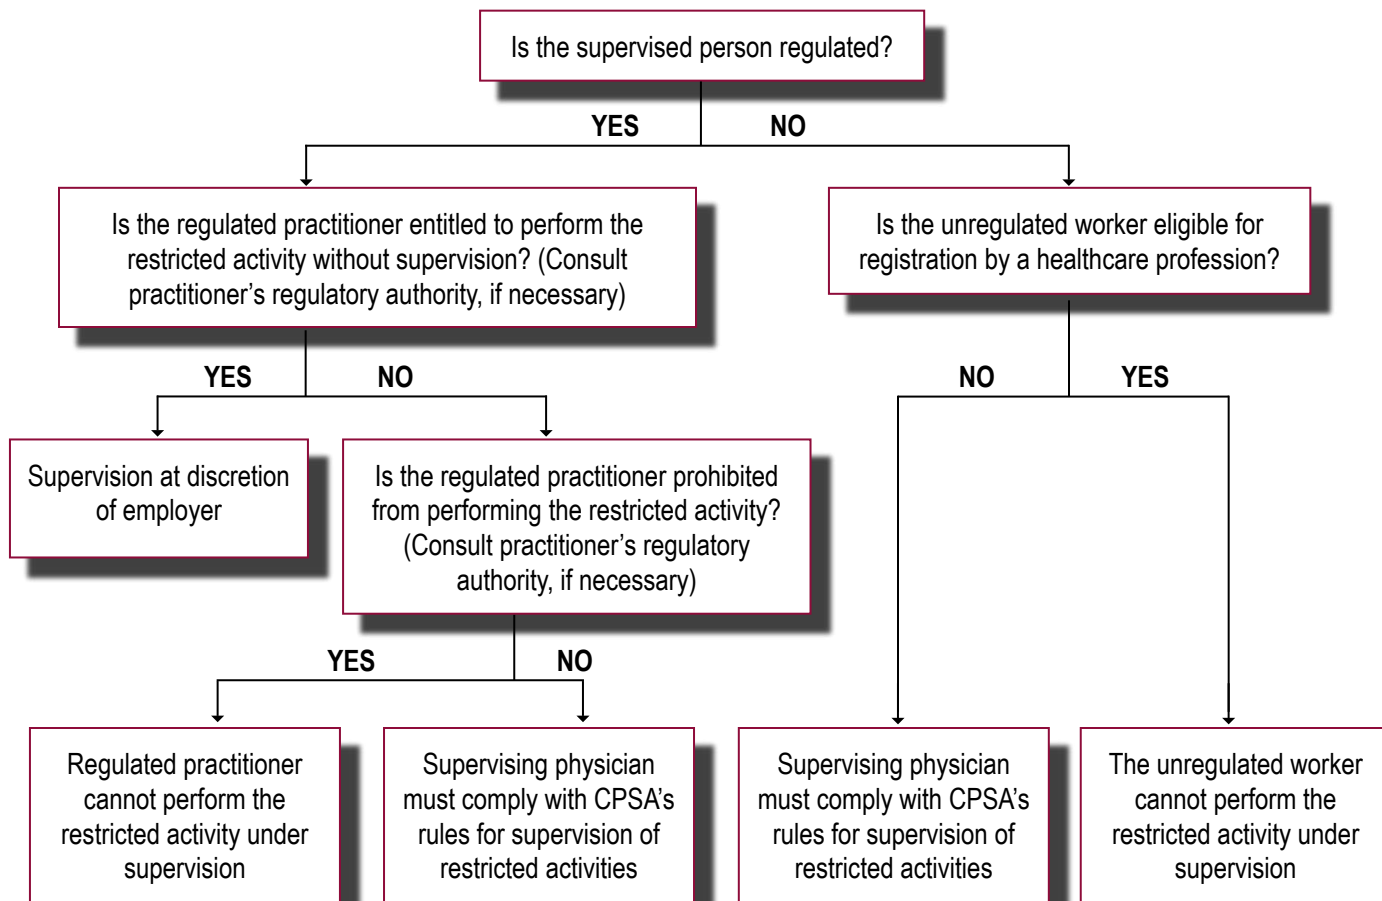 Is the supervised person regulated?
YES
NO
Is the regulated practitioner entitled to perform the
restricted activity without supervision? (Consult
practitioner’s regulatory authority, if necessary)
Is the unregulated worker eligible for
registration by a healthcare profession?
YES
NO
NO
YES
Supervision at discretion
of employer
Is the regulated practitioner prohibited
from performing the restricted activity?
(Consult practitioner’s regulatory
authority, if necessary)
YES
NO
Regulated practitioner
cannot perform the
restricted activity under
supervision
Supervising physician
must comply with CPSA’s
rules for supervision of
restricted activities
Supervising physician
must comply with CPSA’s
rules for supervision of
restricted activities
The unregulated worker
cannot perform the
restricted activity under
supervision